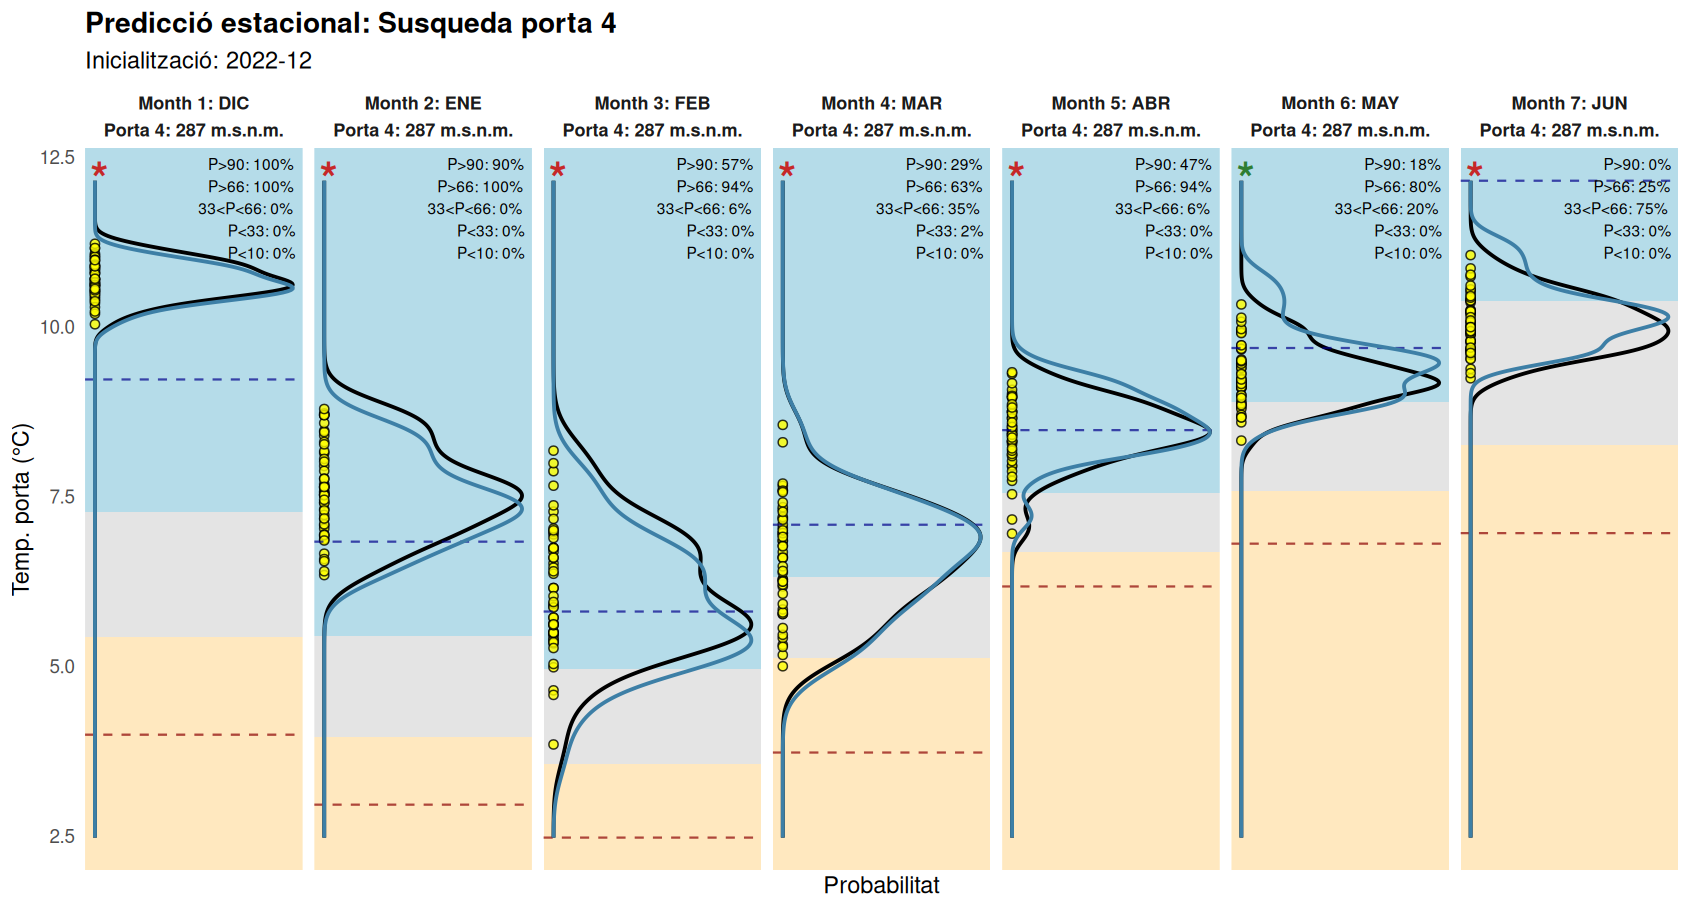 Predicció estacional: Susqueda porta 4
Inicialització: 2022-12
Month 1: DIC
Porta 4: 287 m.s.n.m.
Month 2: ENE
Porta 4: 287 m.s.n.m.
Month 3: FEB
Porta 4: 287 m.s.n.m.
Month 4: MAR
Porta 4: 287 m.s.n.m.
Month 5: ABR
Porta 4: 287 m.s.n.m.
Month 6: MAY
Porta 4: 287 m.s.n.m.
Month 7: JUN
Porta 4: 287 m.s.n.m.
Temp. porta (°C)
12.5
10.0
7.5
5.0
2.5
*
P>90: 100%
P>66: 100%
33<P<66: 0%
P<33: 0%
P<10: 0%
*
P>90: 90%
P>66: 100%
33<P<66: 0%
P<33: 0%
P<10: 0%
*
P>90: 57%
P>66: 94%
33<P<66: 6%
P<33: 0%
P<10: 0%
*
P>90: 29%
P>66: 63%
33<P<66: 35%
P<33: 2%
P<10: 0%
*
P>90: 47%
P>66: 94%
33<P<66: 6%
P<33: 0%
P<10: 0%
*
P>90: 18%
P>66: 80%
33<P<66: 20%
P<33: 0%
P<10: 0%
*
P>90: 0%
P>66: 25%
33<P<66: 75%
P<33: 0%
P<10: 0%
Probabilitat